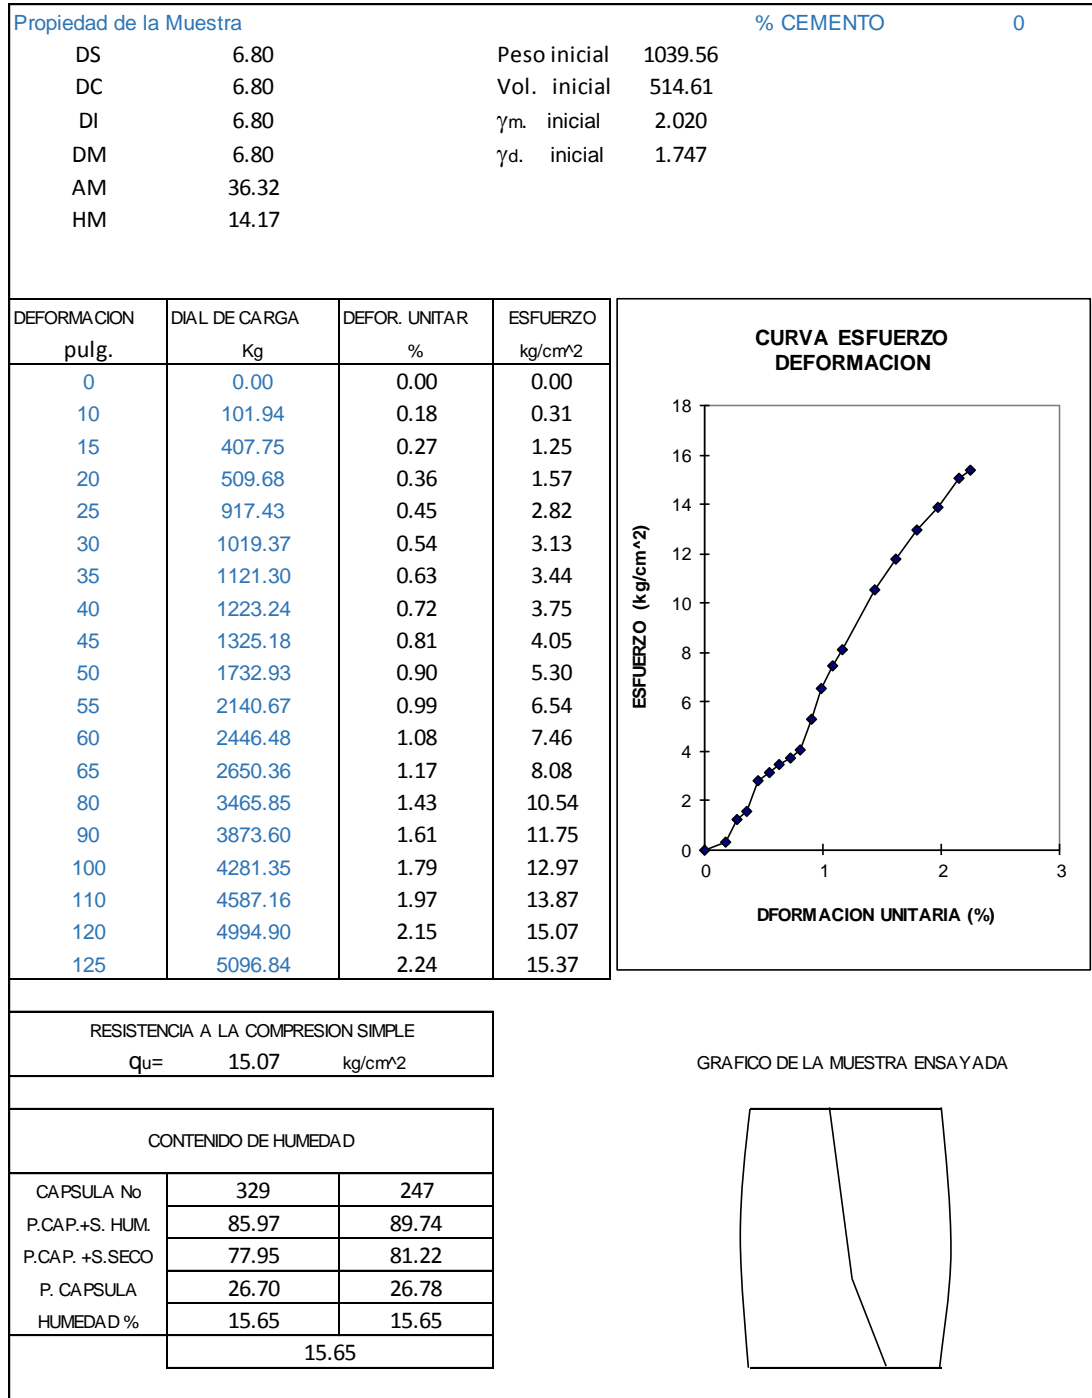 Propiedad de la Muestra % CEMENTO 0
DS 6.80 Peso inicial 1039.56
DC 6.80 Vol. inicial 514.61
DI 6.80 γm. inicial 2.020
DM 6.80 γd. inicial 1.747
AM 36.32
HM 14.17
DEFORMACION DIAL DE CARGA DEFOR. UNITAR ESFUERZO
pulg. Kg % kg/cm^2
0 0.00 0.00 0.00
10 101.94 0.18 0.31
15 407.75 0.27 1.25
20 509.68 0.36 1.57
25 917.43 0.45 2.82
30 1019.37 0.54 3.13
35 1121.30 0.63 3.44
40 1223.24 0.72 3.75
45 1325.18 0.81 4.05
50 1732.93 0.90 5.30
55 2140.67 0.99 6.54
60 2446.48 1.08 7.46
65 2650.36 1.17 8.08
80 3465.85 1.43 10.54
90 3873.60 1.61 11.75
100 4281.35 1.79 12.97
110 4587.16 1.97 13.87
120 4994.90 2.15 15.07
125 5096.84 2.24 15.37
CURVA ESFUERZO
DEFORMACION
18
16
14
12
10
8
6
4
2
0
ESFUERZO (kg/cm^2)
0 1 2 3
DFORMACION UNITARIA (%)
RESISTENCIA A LA COMPRESION SIMPLE
qu= 15.07 kg/cm^2
GRAFICO DE LA MUESTRA ENSAYADA
CONTENIDO DE HUMEDAD
CAPSULA No 329 247
P.CAP.+S. HUM. 85.97 89.74
P.CAP. +S.SECO 77.95 81.22
P. CAPSULA 26.70 26.78
HUMEDAD % 15.65 15.65
15.65